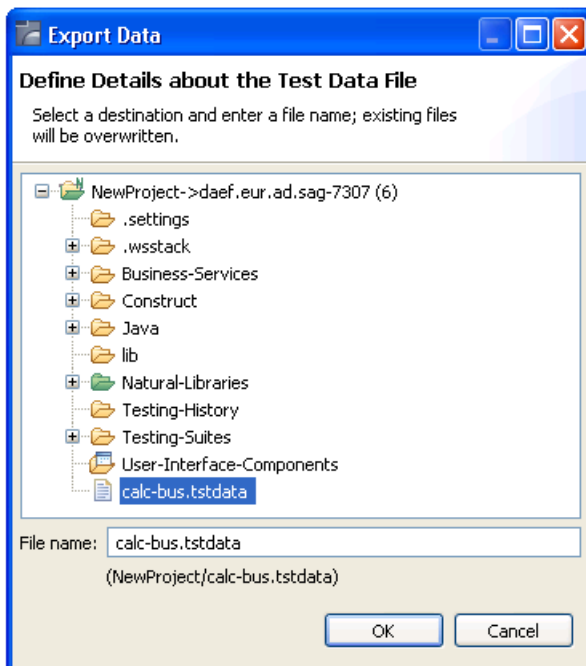 Export Data
Define Details about the Test Data File
Select a destination and enter a file name; existing files
will be overwritten.
NewProject->daef.eur.ad.sag-7307 (6)
.settings
.wsstack
Business-Services
Construct
Java
lib
Natural-Libraries
Testing-History
Testing-Suites
User-Interface-Components
calc-bus.tstdata
File name: calc-bus.tstdata
(NewProject/calc-bus.tstdata)
OK Cancel